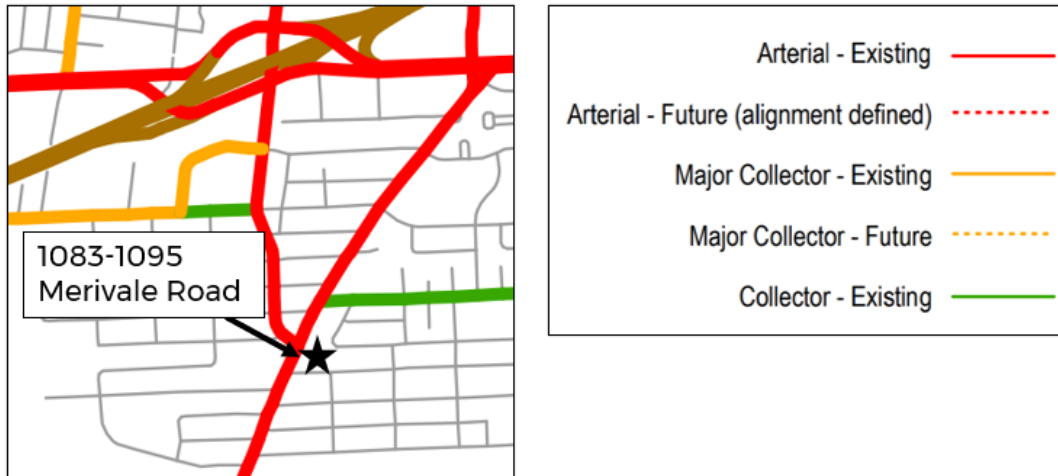 1083-1095
Merivale Road
Arterial - Existing
Arterial - Future (alignment defined)
Major Collector - Existing
Major Collector - Future
Collector - Existing